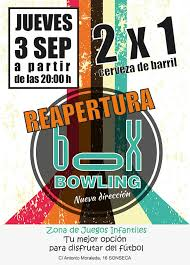 JUEVES
3 SEP
a partir
de las 20:00 h
2 x 1
cerveza de barril
REAPERTURA
bOX
BOWLING
Nueva dirección
Zona de Juegos Infantiles
Tu mejor opción
para disfrutar del fútbol
C/ Antonio Moraleda, 16 SONSECA